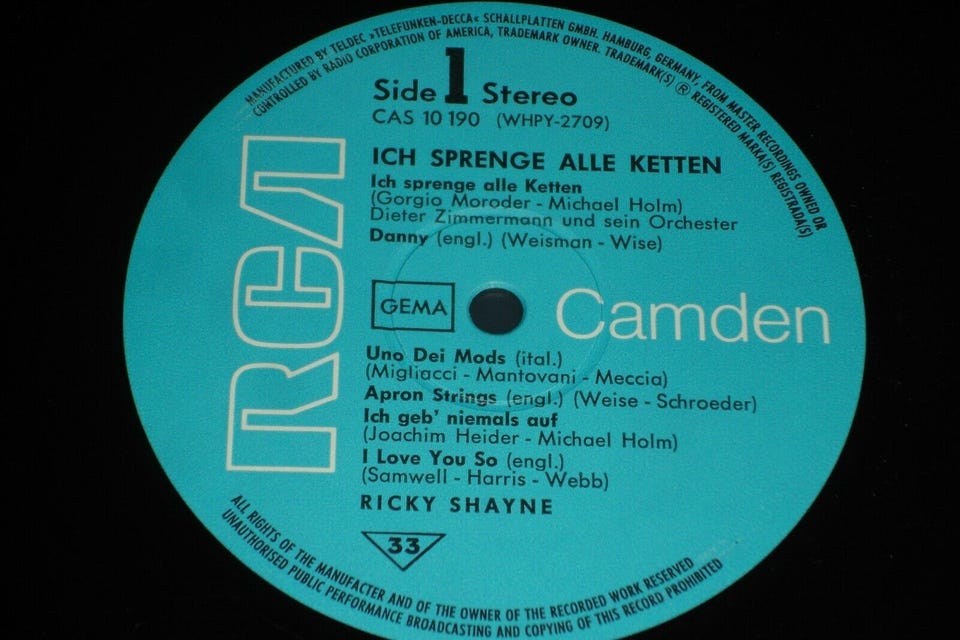 MANUFACTURED BY TELDEC »TELEFUNKEN-DECCA« SCHALLPLATTEN GMBH. HAMBURG, GERMANY, FROM MASTER RECORDINGS OWNED OR
CONTROLLED BY RADIO CORPORATION OF AMERICA, TRADEMARK OWNER. TRADEMARK(S) ® REGISTERED MARKA(S) REGISTRADA(S)
Side 1 Stereo
CAS 10 190 (WHPY-2709)
ICH SPRENGE ALLE KETTEN
Ich sprenge alle Ketten
(Gorgio Moroder - Michael Holm)
Dieter Zimmermann und sein Orchester
Danny (engl.) (Weisman - Wise)
RCA
GEMA
Camden
Uno Dei Mods (ital.)
(Migliacci - Mantovani - Meccia)
Apron Strings (engl.) (Weise - Schroeder)
Ich geb' niemals auf
(Joachim Heider - Michael Holm)
I Love You So (engl.)
(Samwell - Harris - Webb)
RICKY SHAYNE
33
ALL RIGHTS OF THE MANUFACTER AND OF THE OWNER OF THE RECORDED WORK RESERVED
UNAUTHORISED PUBLIC PERFORMANCE BROADCASTING AND COPYING OF THIS RECORD PROHIBITED